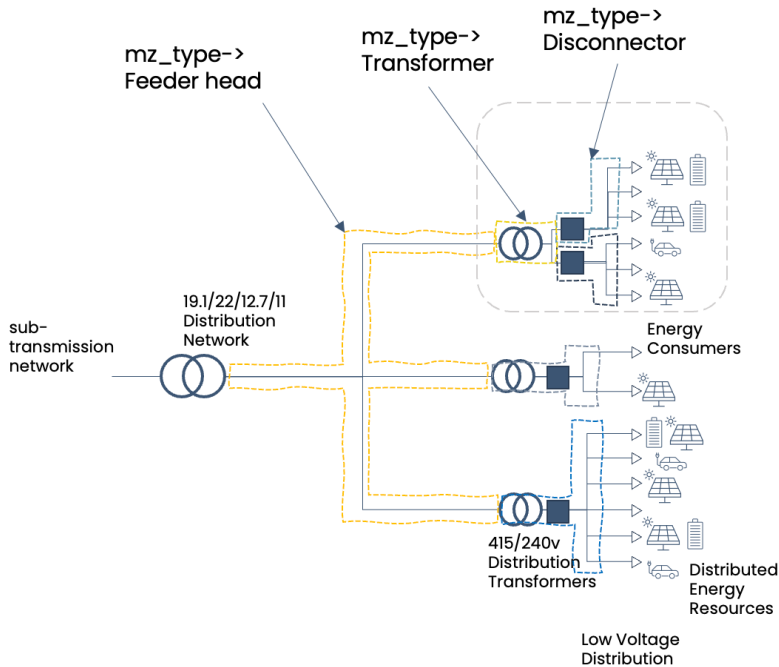 mz_type->
Disconnector
mz_type->
Transformer
mz_type->
Feeder head
19.1/22/12.7/11
Distribution
Network
sub-
transmission
network
Energy
Consumers
415/240v
Distribution
Transformers
Distributed
Energy
Resources
Low Voltage
Distribution